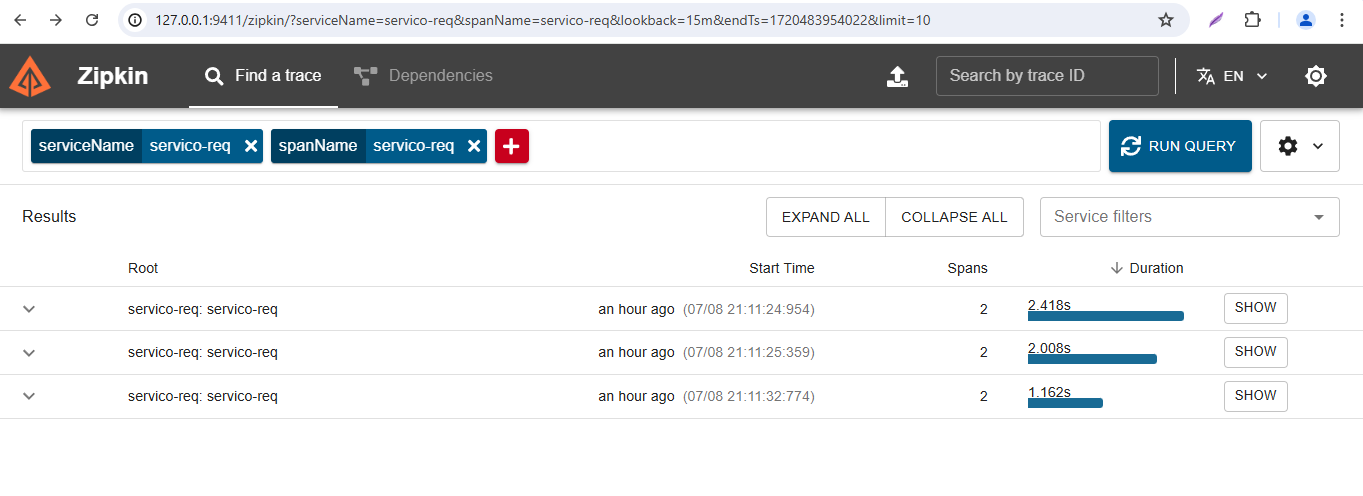 127.0.0.1:9411/zipkin/?serviceName=servico-req&spanName=servico-req&lookback=15m&endTs=1720483954022&limit=10
Zipkin Find a trace Dependencies Search by trace ID EN
serviceName servico-req spanName servico-req RUN QUERY
Results EXPAND ALL COLLAPSE ALL Service filters
Root Start Time Spans Duration
servico-req: servico-req an hour ago (07/08 21:11:24:954) 2 2.418s SHOW
servico-req: servico-req an hour ago (07/08 21:11:25:359) 2 2.008s SHOW
servico-req: servico-req an hour ago (07/08 21:11:32:774) 2 1.162s SHOW